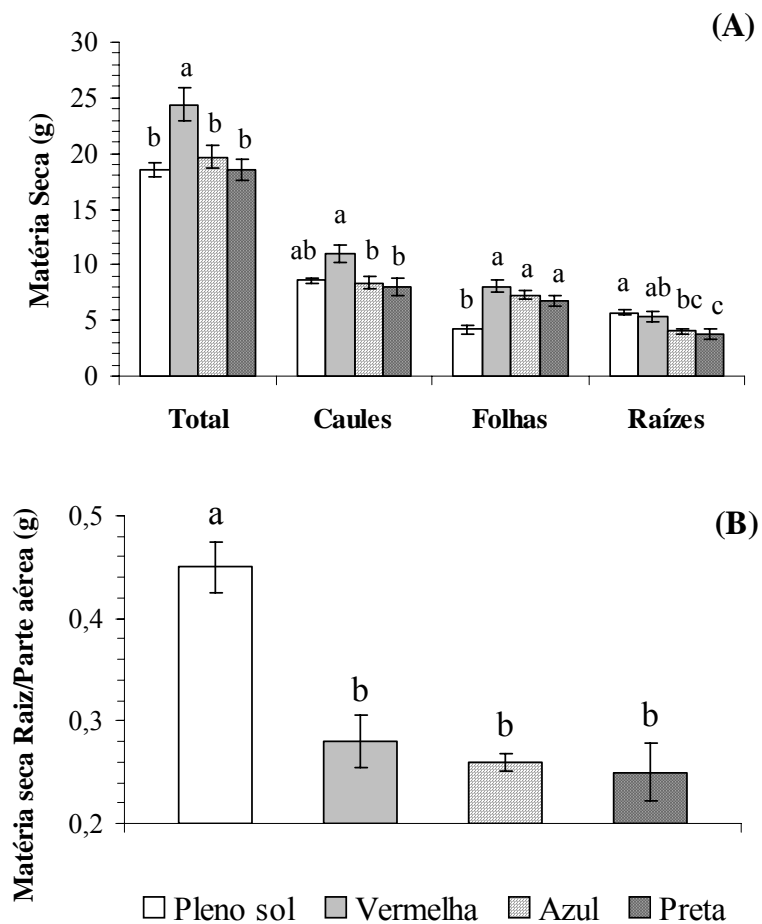 (A)
Matéria Seca (g)
30
25
20
15
10
5
0
b a b b
ab a b b
b a a a
a ab bc c
Total Caules Folhas Raízes
(B)
Matéria seca Raiz/Parte aérea (g)
0,5
0,4
0,3
0,2
a b b b
Pleno sol Vermelha Azul Preta